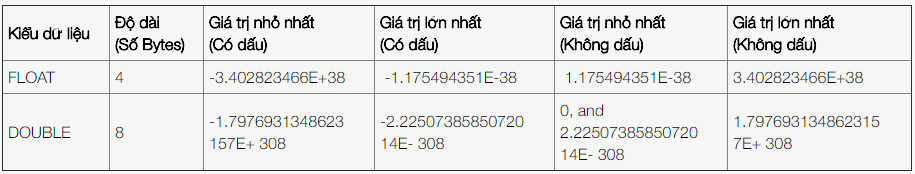 Kiểu dữ liệu
Độ dài
(Số Bytes)
Giá trị nhỏ nhất
(Có dấu)
Giá trị lớn nhất
(Có dấu)
Giá trị nhỏ nhất
(Không dấu)
Giá trị lớn nhất
(Không dấu)
FLOAT
4
-3.402823466E+38
-1.175494351E-38
1.175494351E-38
3.402823466E+38
DOUBLE
8
-1.7976931348623
157E+ 308
-2.22507385850720
14E- 308
0, and
2.22507385850720
14E- 308
1.797693134862315
7E+ 308